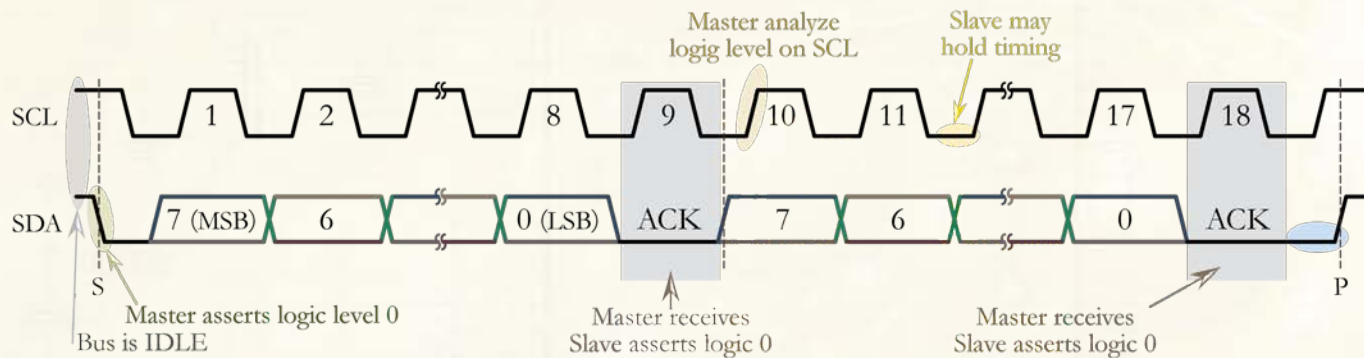 Master analyze
logig level on SCL
Slave may
hold timing
SCL
1
2
8
9
10
11
17
18
SDA
7 (MSB)
6
0 (LSB)
ACK
7
6
0
ACK
S
P
Master asserts logic level 0
Bus is IDLE
Master receives
Slave asserts logic 0
Master receives
Slave asserts logic 0